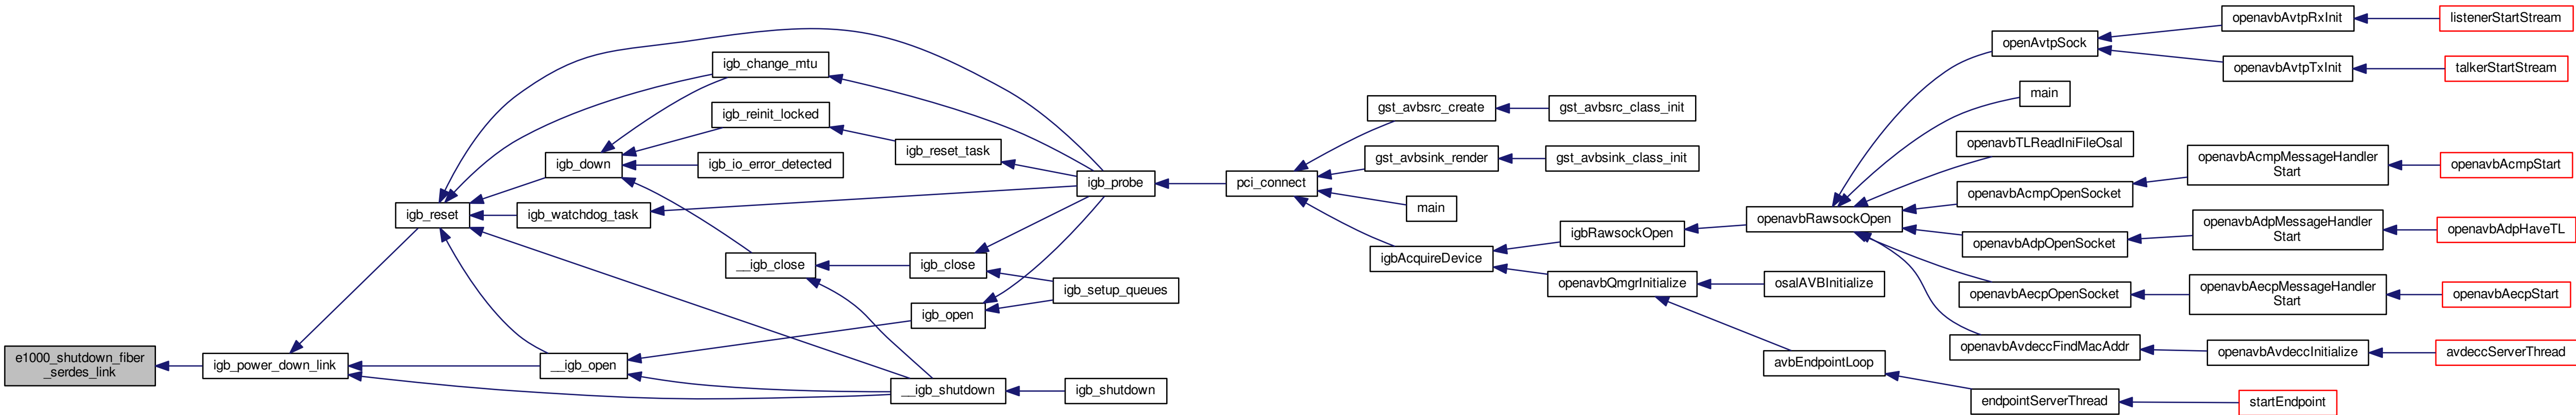 e1000_shutdown_fiber
_serdes_link
igb_power_down_link
igb_reset
igb_change_mtu
igb_reinit_locked
igb_down
igb_io_error_detected
igb_reset_task
igb_watchdog_task
__igb_close
igb_close
igb_setup_queues
igb_open
__igb_open
__igb_shutdown
igb_shutdown
igb_probe
pci_connect
gst_avbsrc_create
gst_avbsrc_class_init
gst_avbsink_render
gst_avbsink_class_init
main
igbAcquireDevice
igbRawsockOpen
openavbQmgrInitialize
osalAVBInitialize
avbEndpointLoop
endpointServerThread
startEndpoint
openavbRawsockOpen
openAvtpSock
openavbAvtpRxInit
listenerStartStream
openavbAvtpTxInit
talkerStartStream
main
openavbTLReadIniFileOsal
openavbAcmpOpenSocket
openavbAcmpMessageHandler
Start
openavbAcmpStart
openavbAdpOpenSocket
openavbAdpMessageHandler
Start
openavbAdpHaveTL
openavbAecpOpenSocket
openavbAecpMessageHandler
Start
openavbAecpStart
openavbAvdeccFindMacAddr
openavbAvdeccInitialize
avdeccServerThread